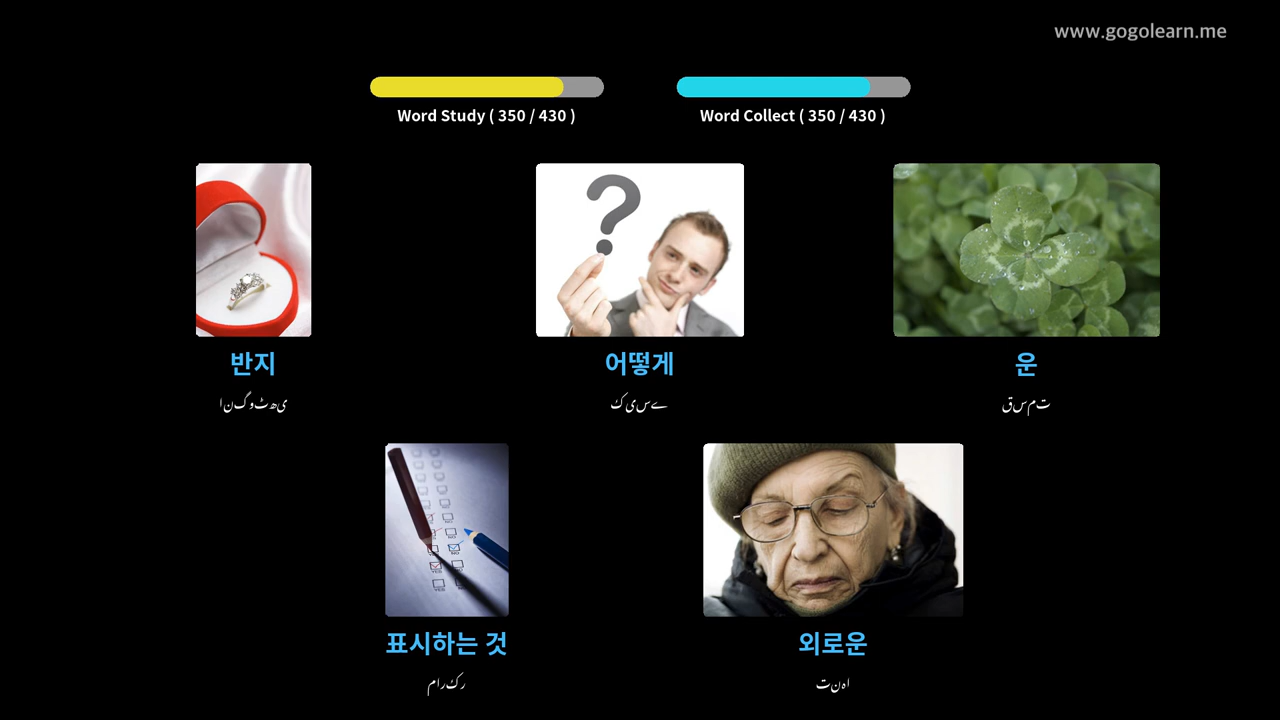 www.gogolearn.me
Word Study ( 350 / 430 )
Word Collect ( 350 / 430 )
반지
انگوٹھی
어떻게
کیسے
운
قسمت
표시하는 것
مارکر
외로운
تنہا